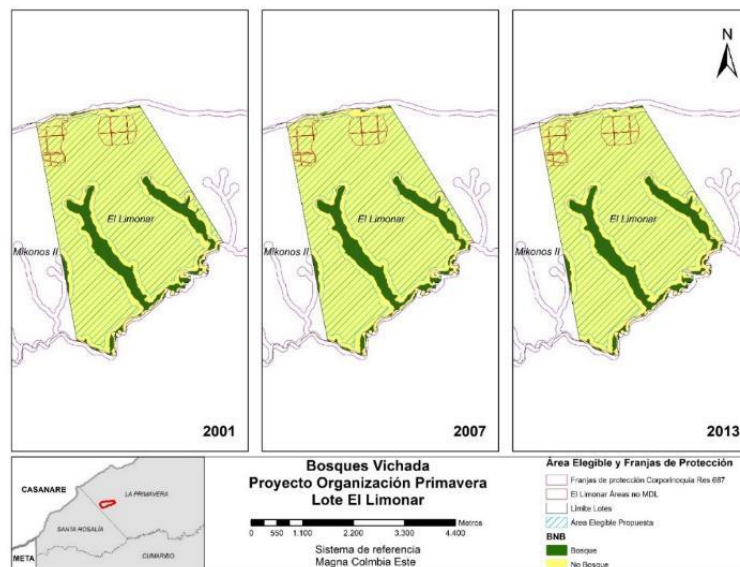 N
El Limonar
Mikonos II
2001
El Limonar
Mikonos II
2007
El Limonar
Mikonos II
2013
CASANARE
LA PRIMAVERA
SANTA ROSALÍA
CUMARIBO
META
Bosques Vichada
Proyecto Organización Primavera
Lote El Limonar
0 550 1.100 2.200 3.300 4.400 Metros
Sistema de referencia
Magna Colmbia Este
Área Elegible y Franjas de Protección
Franjas de protección Corporinoquia Res 687
El Limonar Áreas no MDL
Límite Lotes
Área Elegible Propuesta
BNB
Bosque
No Bosque